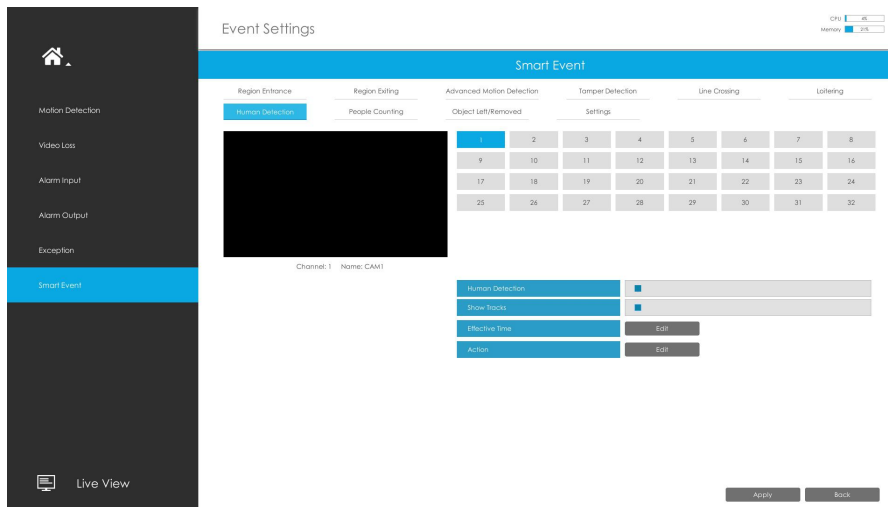 Event Settings
CPU 4%
Memory 31%
Smart Event
Region Entrance Region Exiting Advanced Motion Detection Tamper Detection Line Crossing Loitering
Human Detection People Counting Object Left/Removed Settings
Motion Detection
Video Loss
Alarm Input
Alarm Output
Exception
Smart Event
1 2 3 4 5 6 7 8
9 10 11 12 13 14 15 16
17 18 19 20 21 22 23 24
25 26 27 28 29 30 31 32
Channel: 1 Name: CAM1
Human Detection
Show Tracks
Effective Time Edit
Action Edit
Live View
Apply Back